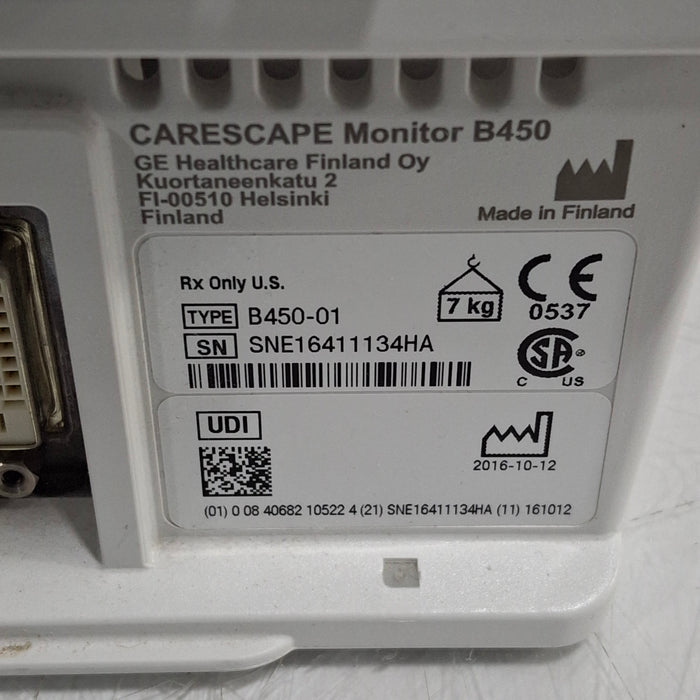 CARESCAPE Monitor B450
GE Healthcare Finland Oy
Kuortaneenkatu 2
FI-00510 Helsinki
Finland
Made in Finland
Rx Only U.S.
TYPE B450-01
SN SNE16411134HA
7 kg
CE
0537
SA ®
C US
UDI
2016-10-12
(01) 0 08 40682 10522 4 (21) SNE16411134HA (11) 161012